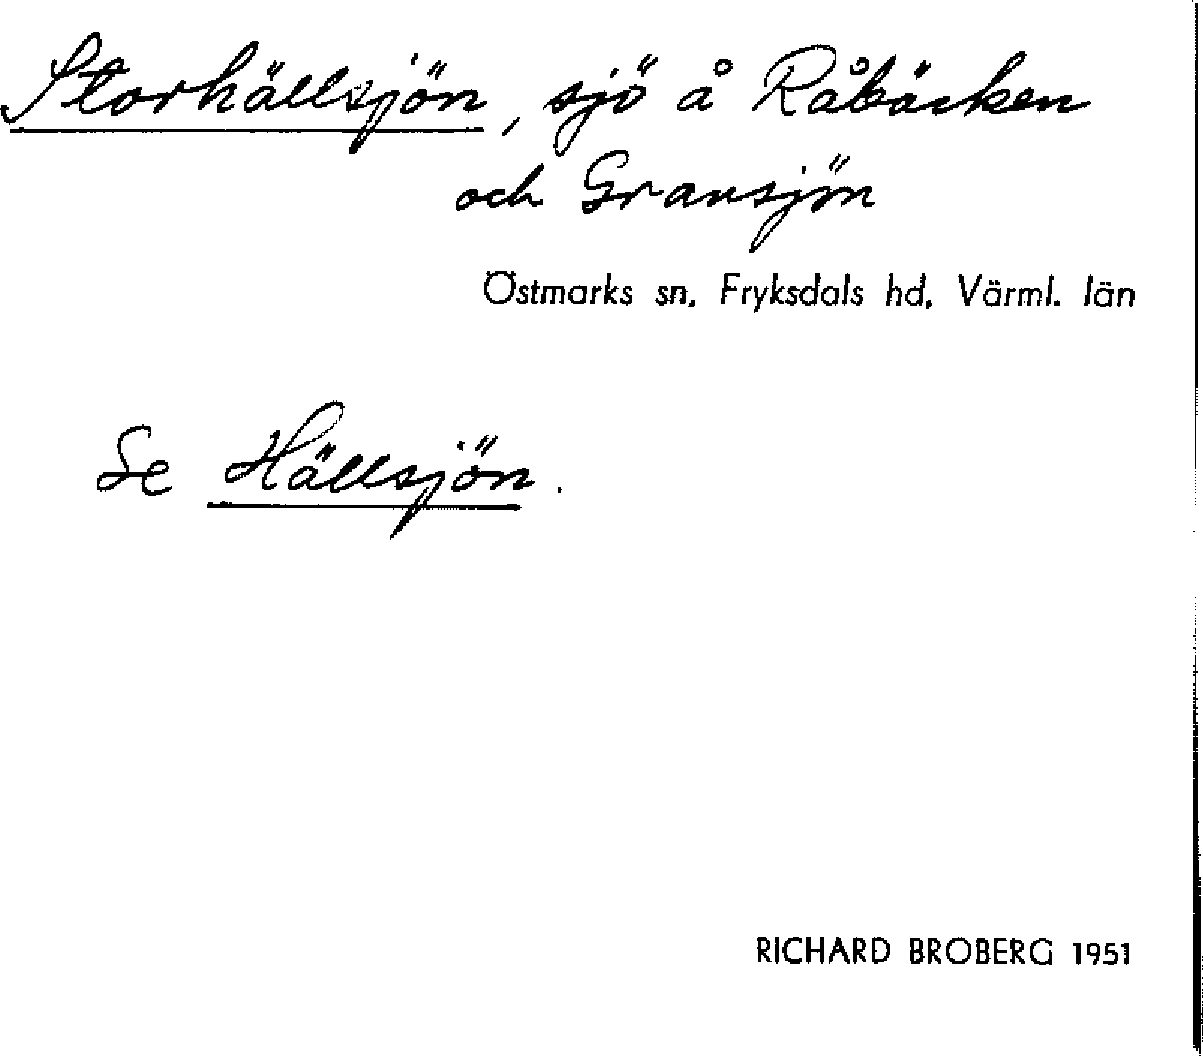 Storhällsjön, sjö å Råbäcken
och Gransjön
Östmarks sn. Fryksdals hd, Värml. län
Se Hällsjön.
RICHARD BROBERG 1951